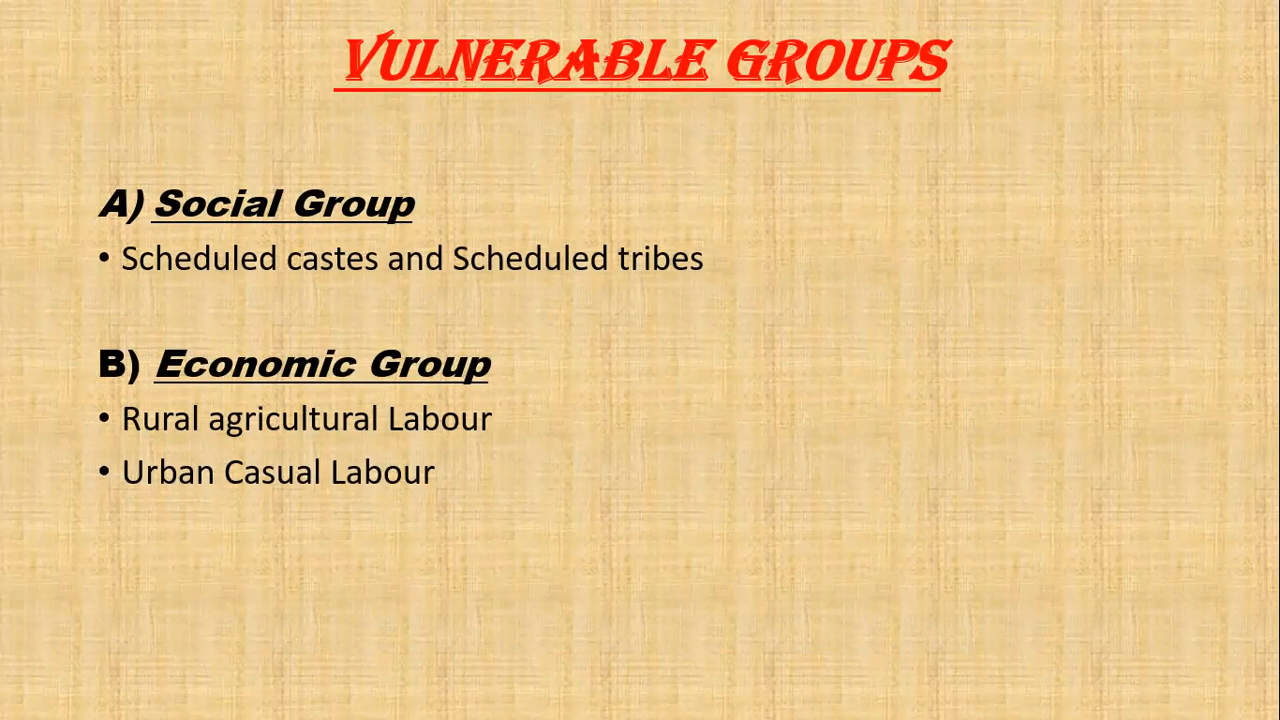 VULNERABLE GROUPS
A) Social Group
• Scheduled castes and Scheduled tribes
B) Economic Group
• Rural agricultural Labour
• Urban Casual Labour